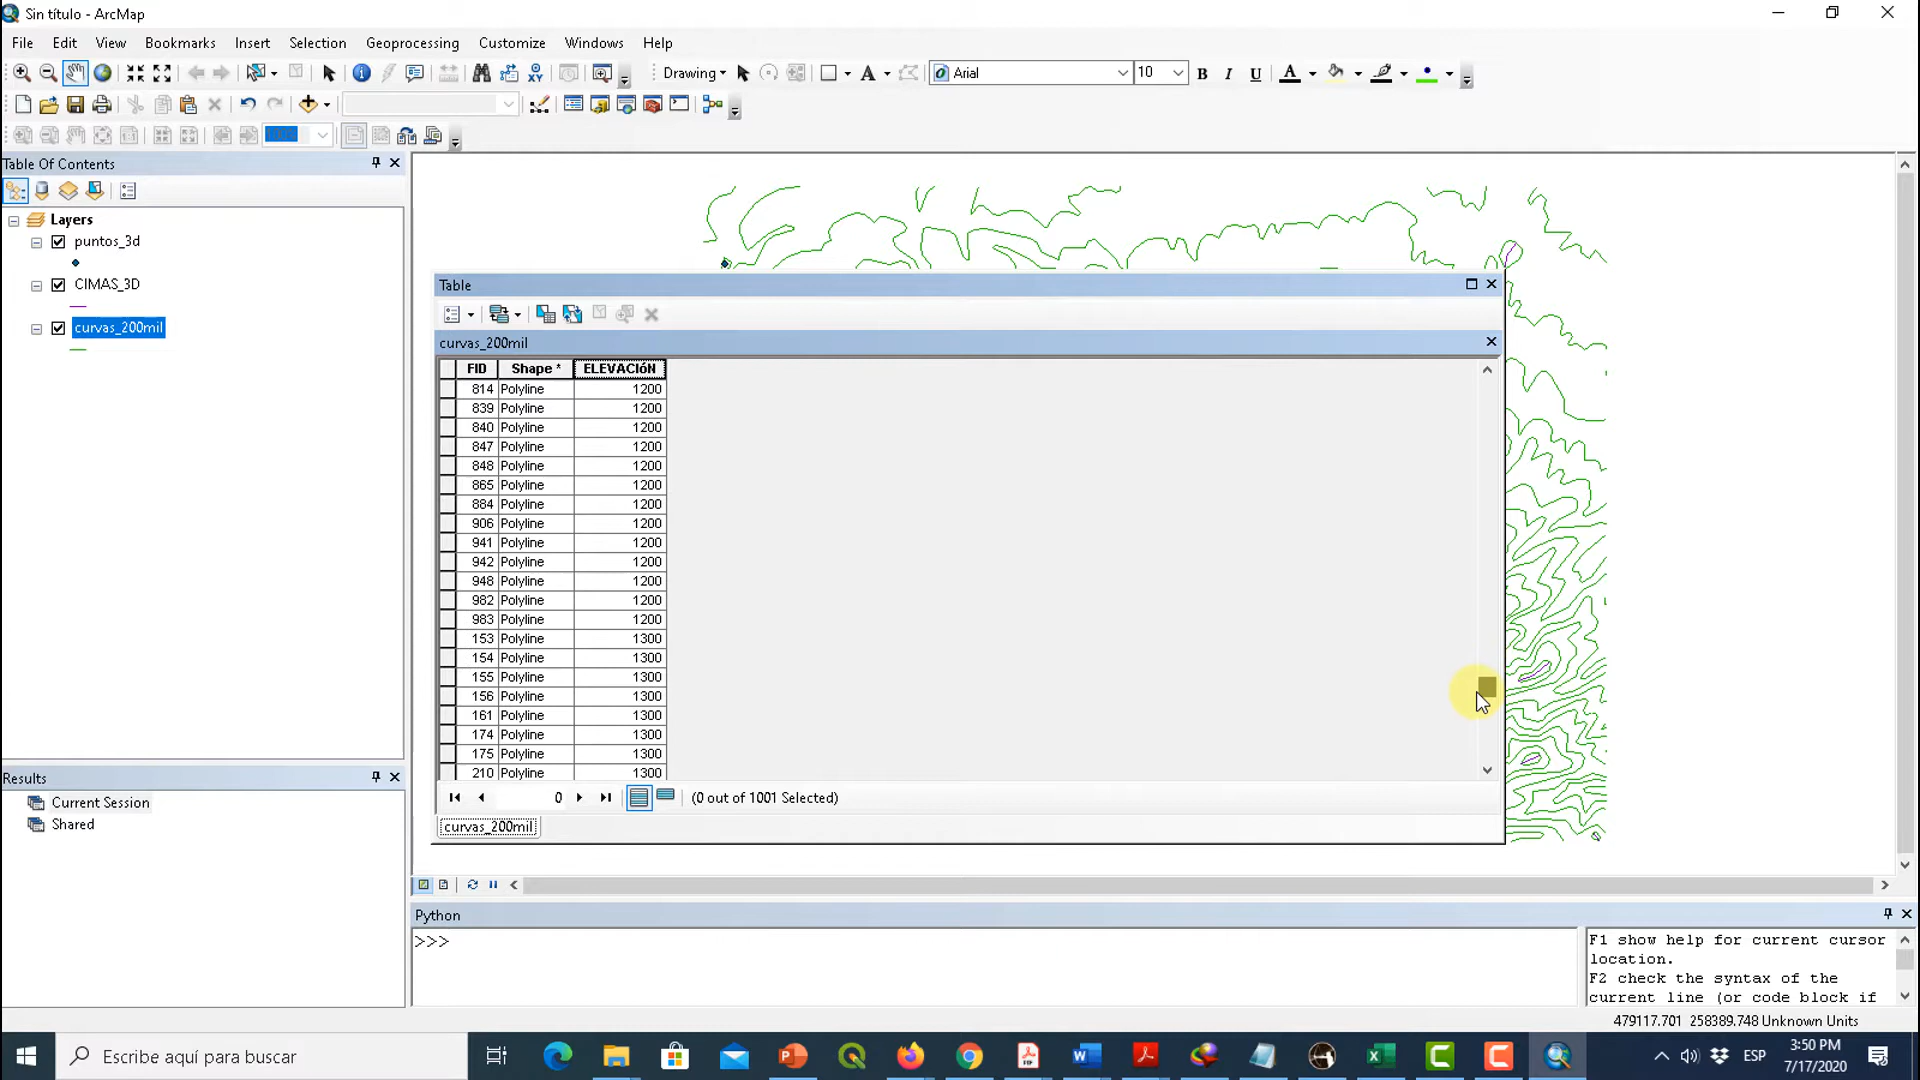 Sin título - ArcMap
File Edit View Bookmarks Insert Selection Geoprocessing Customize Windows Help
Drawing Arial 10 B I U A
Table Of Contents
Layers
puntos_3d
CIMAS_3D
curvas_200mil
Table
curvas_200mil
FID Shape * ELEVACIóN
814 Polyline 1200
839 Polyline 1200
840 Polyline 1200
847 Polyline 1200
848 Polyline 1200
865 Polyline 1200
884 Polyline 1200
906 Polyline 1200
941 Polyline 1200
942 Polyline 1200
948 Polyline 1200
982 Polyline 1200
983 Polyline 1200
153 Polyline 1300
154 Polyline 1300
155 Polyline 1300
156 Polyline 1300
161 Polyline 1300
174 Polyline 1300
175 Polyline 1300
210 Polyline 1300
0 (0 out of 1001 Selected)
curvas_200mil
Results
Current Session
Shared
Python
>>>
F1 show help for current cursor
location.
F2 check the syntax of the
current line (or code block if
479117.701 258389.748 Unknown Units
Escribe aquí para buscar
ESP
3:50 PM
7/17/2020